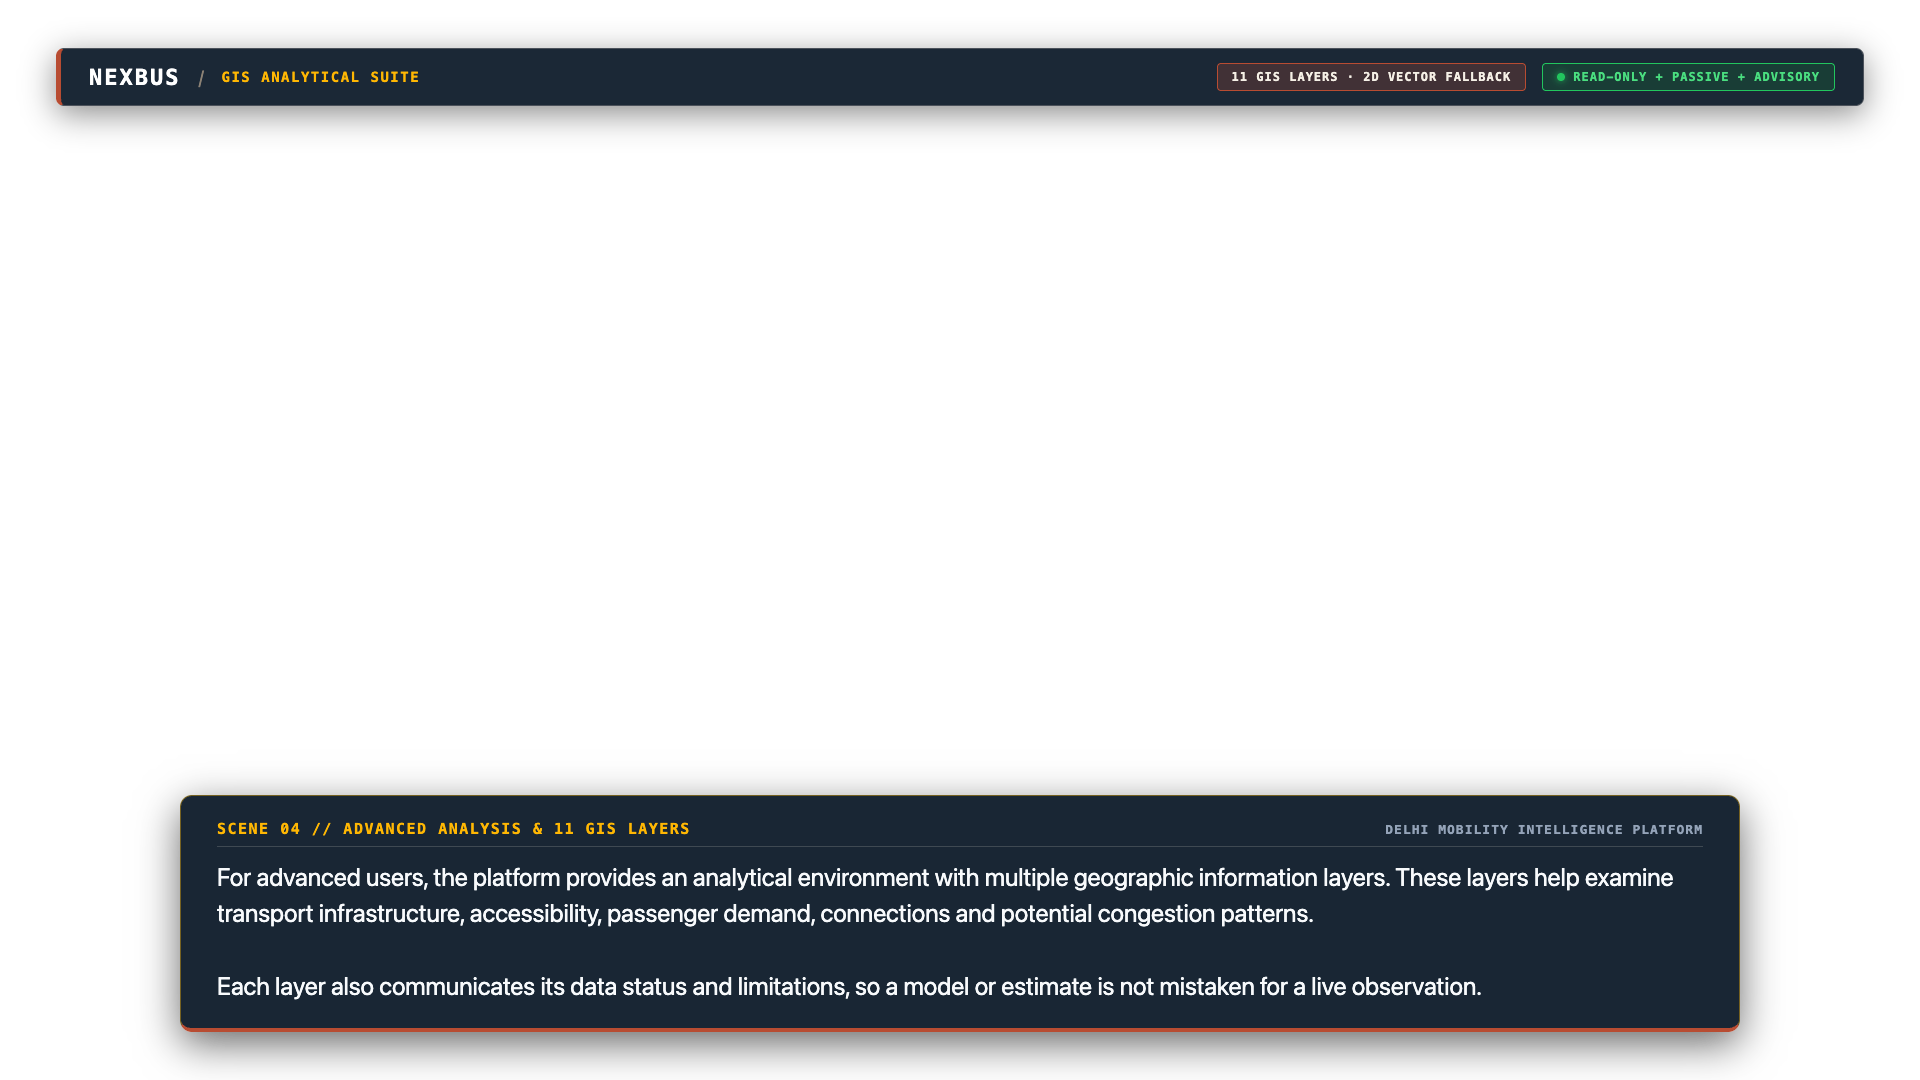 NEXBUS / GIS ANALYTICAL SUITE
11 GIS LAYERS · 2D VECTOR FALLBACK
READ-ONLY + PASSIVE + ADVISORY
SCENE 04 // ADVANCED ANALYSIS & 11 GIS LAYERS
DELHI MOBILITY INTELLIGENCE PLATFORM
For advanced users, the platform provides an analytical environment with multiple geographic information layers. These layers help examine
transport infrastructure, accessibility, passenger demand, connections and potential congestion patterns.
Each layer also communicates its data status and limitations, so a model or estimate is not mistaken for a live observation.